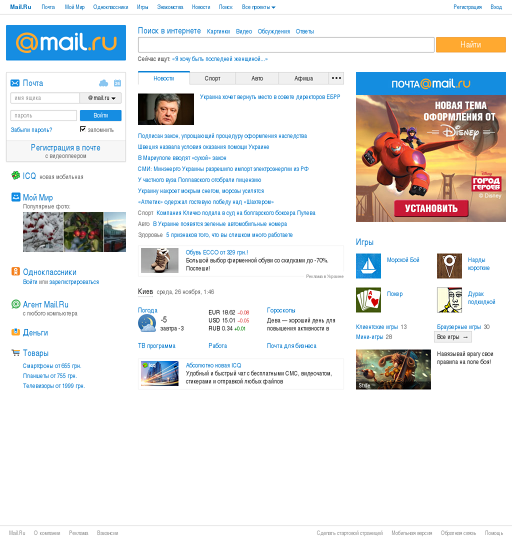 Mail.Ru Почта Мой Мир Одноклассники Игры Знакомства Новости Поиск Все проекты Регистрация Вход
@mail.ru
Поиск в интернете Картинки Видео Обсуждения Ответы
Найти
Сейчас ищут «Я хочу быть последней женщиной...»
Почта
имя ящика @mail.ru
пароль Войти
Забыли пароль? запомнить
Регистрация в почте
с видеоплеером
ICQ новая мобильная
Мой Мир
Популярные фото:
Одноклассники
Войти или зарегистрироваться
Агент Mail.Ru
с любого компьютера
Деньги
Товары
Смартфоны от 665 грн.
Планшеты от 755 грн.
Телевизоры от 1999 грн.
Новости Спорт Авто Афиша
Украина хочет вернуть место в совете директоров ЕБРР
Подписан закон, упрощающий процедуру оформления наследства
Швеция назвала условия оказания помощи Украине
В Мариуполе вводят «сухой» закон
СМИ: Минэнерго Украины разрешило импорт электроэнергии из РФ
У частного вуза Поплавского отобрали лицензию
Украину накроет мокрым снегом, морозы усилятся
«Атлетик» одержал гостевую победу над «Шахтером»
Спорт Компания Кличко подала в суд на болгарского боксера Пулева
Авто В Украине появятся зеленые автомобильные номера
Здоровье 5 признаков того, что вы слишком много работаете
Обувь ECCO от 329 грн.!
Большой выбор фирменной обуви со скидками до -70%.
Поспеши!
Реклама в Украине
Киев среда, 26 ноября, 1:46
Погода
-5
завтра -3
EUR 18.62 -0.08
USD 15.01 -0.05
RUB 0.34 +0.01
Гороскопы
Дева — хороший день для
повышения активности в
ТВ программа Работа Почта для бизнеса
Абсолютно новая ICQ
Удобный и быстрый чат с бесплатными СМС, видеочатом,
стикерами и отправкой любых файлов
ПОЧТА@mail.ru
НОВАЯ ТЕМА
ОФОРМЛЕНИЯ ОТ
Disney
Disney
ГОРОД
ГЕРОЕВ
© Disney
УСТАНОВИТЬ
Игры
Морской Бой
Нарды
короткие
Покер
Дурак
подкидной
Клиентские игры 13 Браузерные игры 30
Мини-игры 28 Все игры →
Навязывай врагу свои
правила на поле боя!
Mail.Ru О компании Реклама Вакансии Сделать стартовой страницей Мобильная версия Обратная связь Помощь